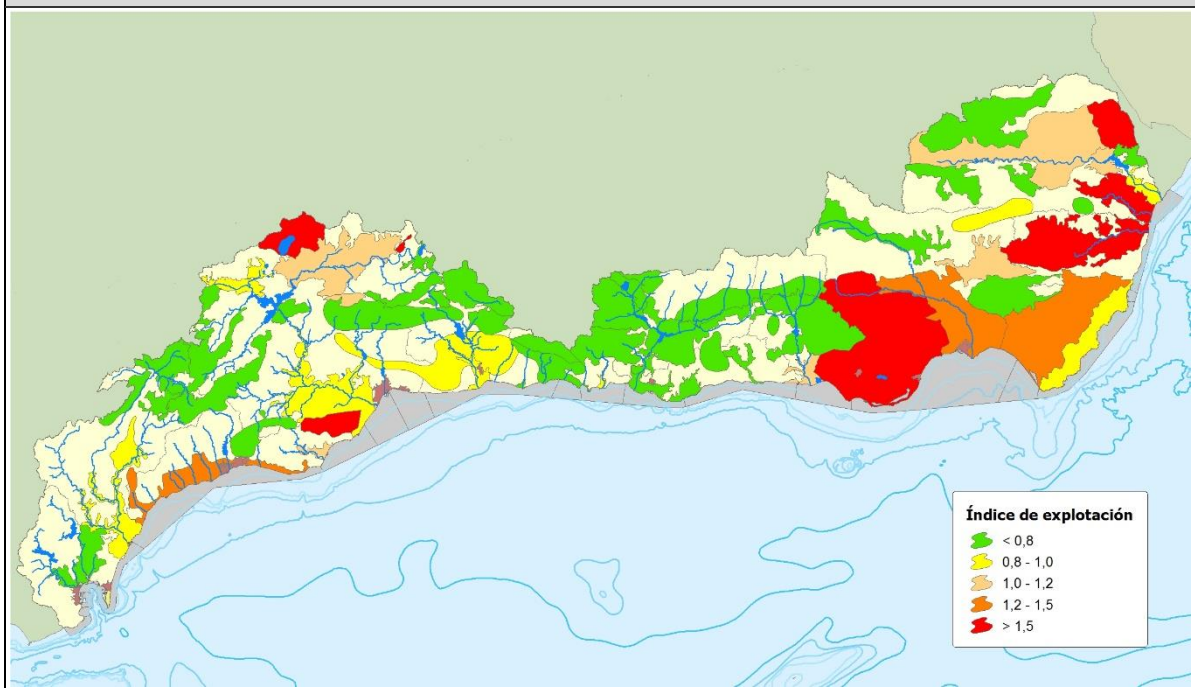 Índice de explotación
< 0,8
0,8 - 1,0
1,0 - 1,2
1,2 - 1,5
> 1,5